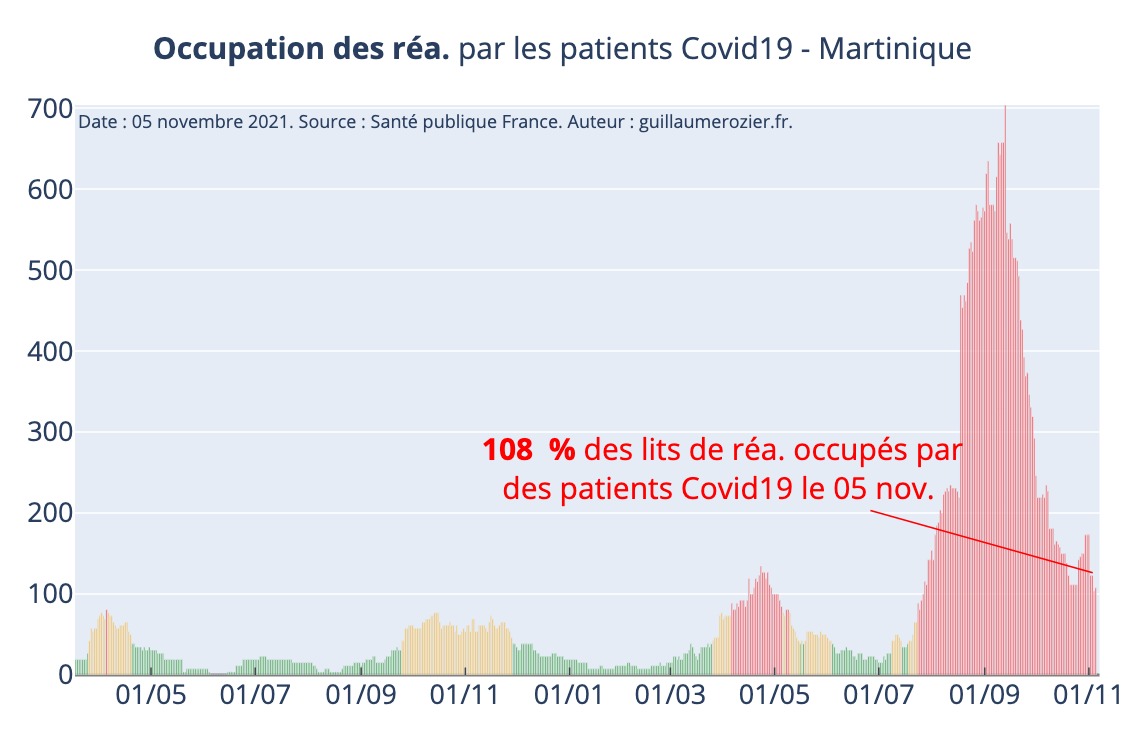 Occupation des réa. par les patients Covid19 - Martinique
700
Date : 05 novembre 2021. Source : Santé publique France. Auteur : guillaumerozier.fr.
600
500
400
300
108 % des lits de réa. occupés par
des patients Covid19 le 05 nov.
200
100
0
01/05 01/07 01/09 01/11 01/01 01/03 01/05 01/07 01/09 01/11